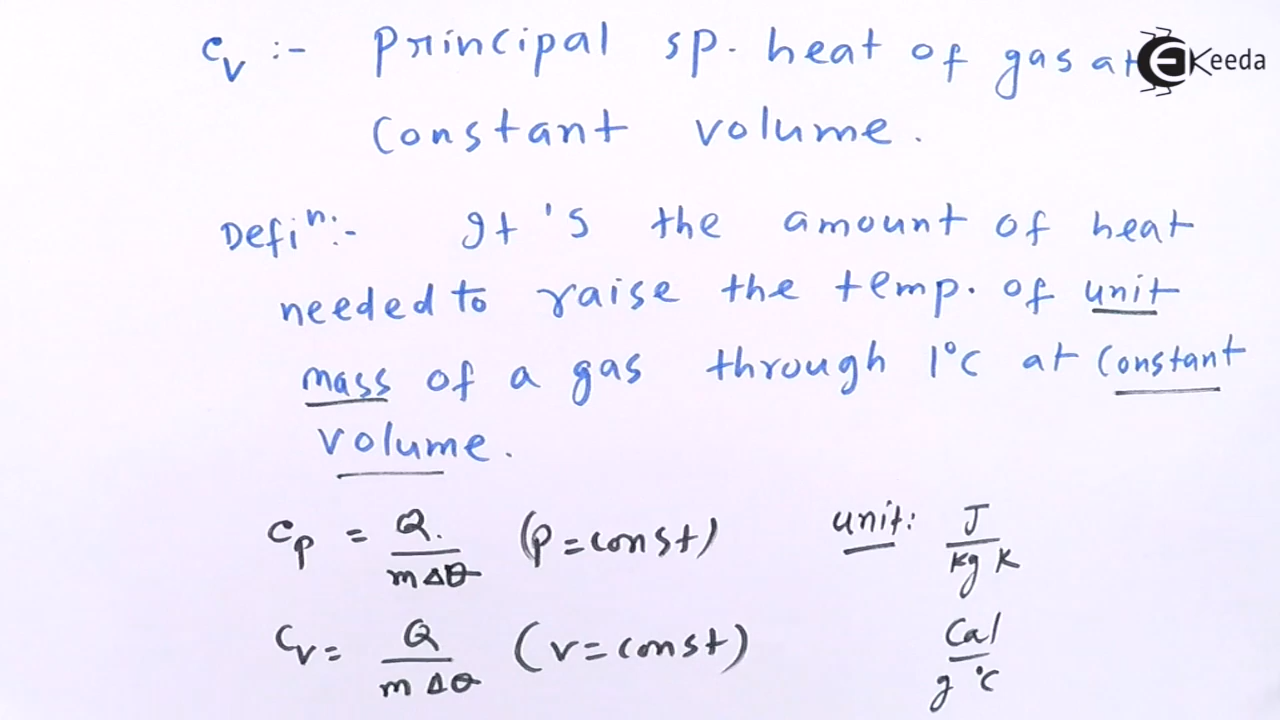 Cv :- Principal sp. heat of gas at
constant volume.
EKeeda
Defiⁿ:- It's the amount of heat
needed to raise the temp. of unit
mass of a gas through 1°C at constant
volume.
Cp = Q. / mΔθ (P = const) unit: J / kg K
Cv = Q / mΔθ (v = const) Cal / g °C